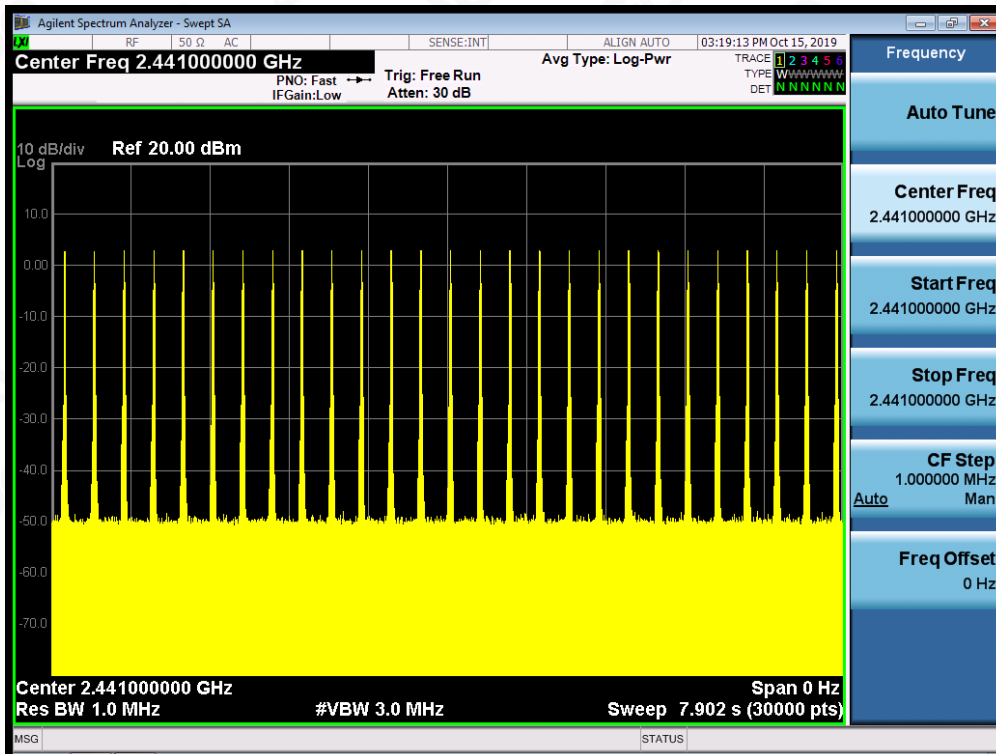 Agilent Spectrum Analyzer - Swept SA
LXI RF 50 Ω AC SENSE:INT ALIGN AUTO 03:19:13 PM Oct 15, 2019
Center Freq 2.441000000 GHz
PNO: Fast
IFGain:Low
Trig: Free Run
Atten: 30 dB
Avg Type: Log-Pwr
TRACE 1 2 3 4 5 6
TYPE W W W W W W
DET N N N N N N
10 dB/div Ref 20.00 dBm
Log
10.0
0.00
-10.0
-20.0
-30.0
-40.0
-50.0
-60.0
-70.0
Center 2.441000000 GHz Span 0 Hz
Res BW 1.0 MHz #VBW 3.0 MHz Sweep 7.902 s (30000 pts)
MSG STATUS
Frequency
Auto Tune
Center Freq
2.441000000 GHz
Start Freq
2.441000000 GHz
Stop Freq
2.441000000 GHz
CF Step
1.000000 MHz
Auto Man
Freq Offset
0 Hz